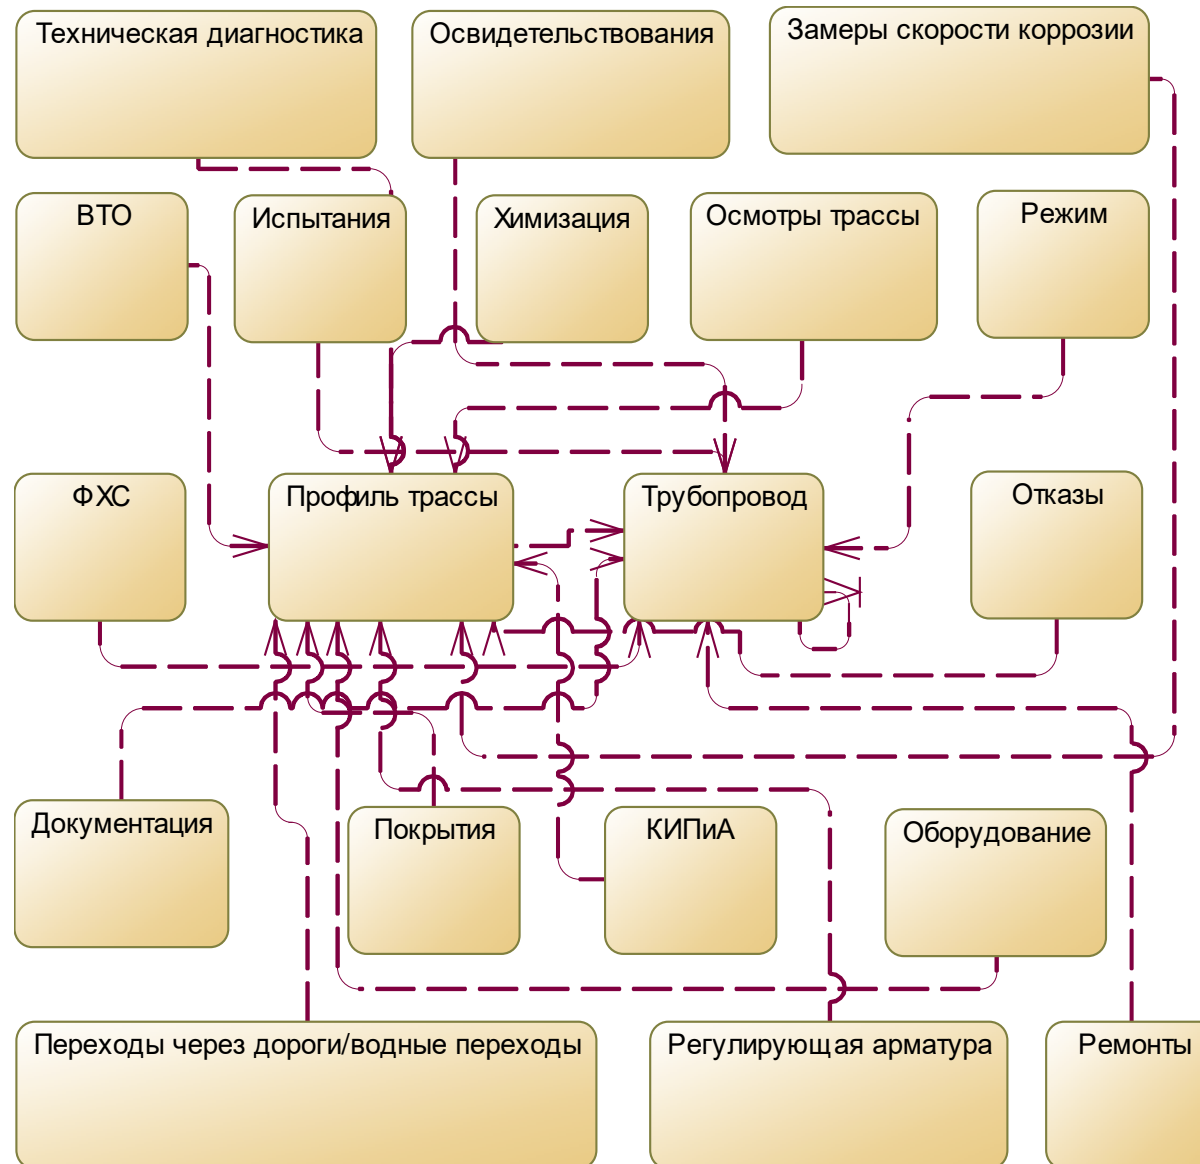 Техническая диагностика
Освидетельствования
Замеры скорости коррозии
ВТО
Испытания
Химизация
Осмотры трассы
Режим
ФХС
Профиль трассы
Трубопровод
Отказы
Документация
Покрытия
КИПиА
Оборудование
Переходы через дороги/водные переходы
Регулирующая арматура
Ремонты